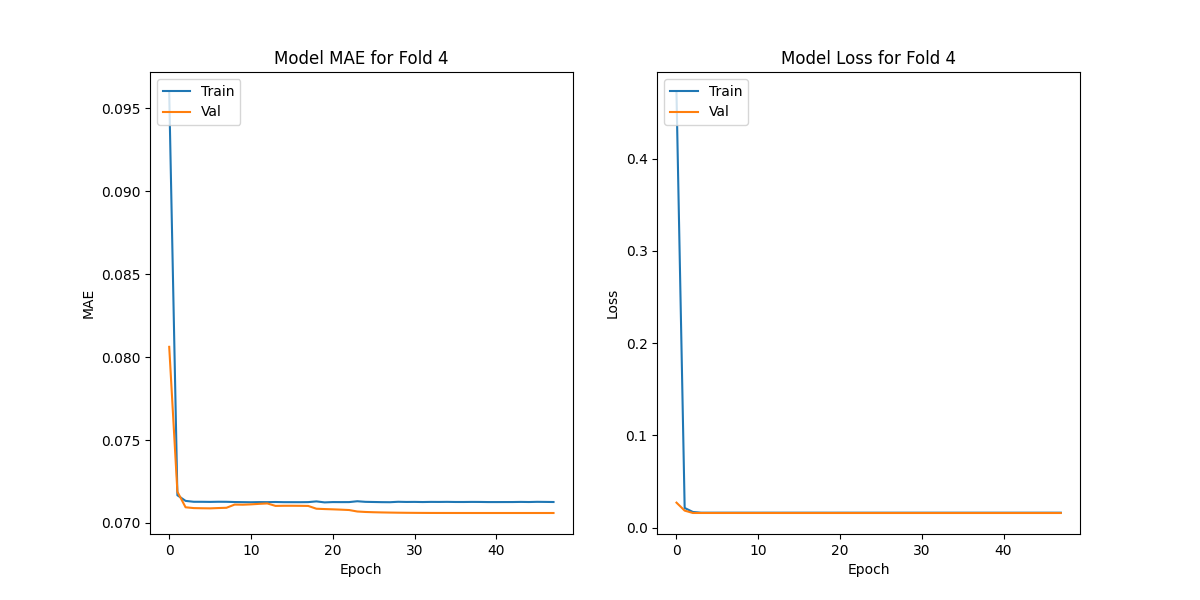 Model MAE for Fold 4
Train
Val
0.095
0.090
0.085
0.080
0.075
0.070
MAE
0 10 20 30 40
Epoch
Model Loss for Fold 4
Train
Val
0.4
0.3
0.2
0.1
0.0
Loss
0 10 20 30 40
Epoch